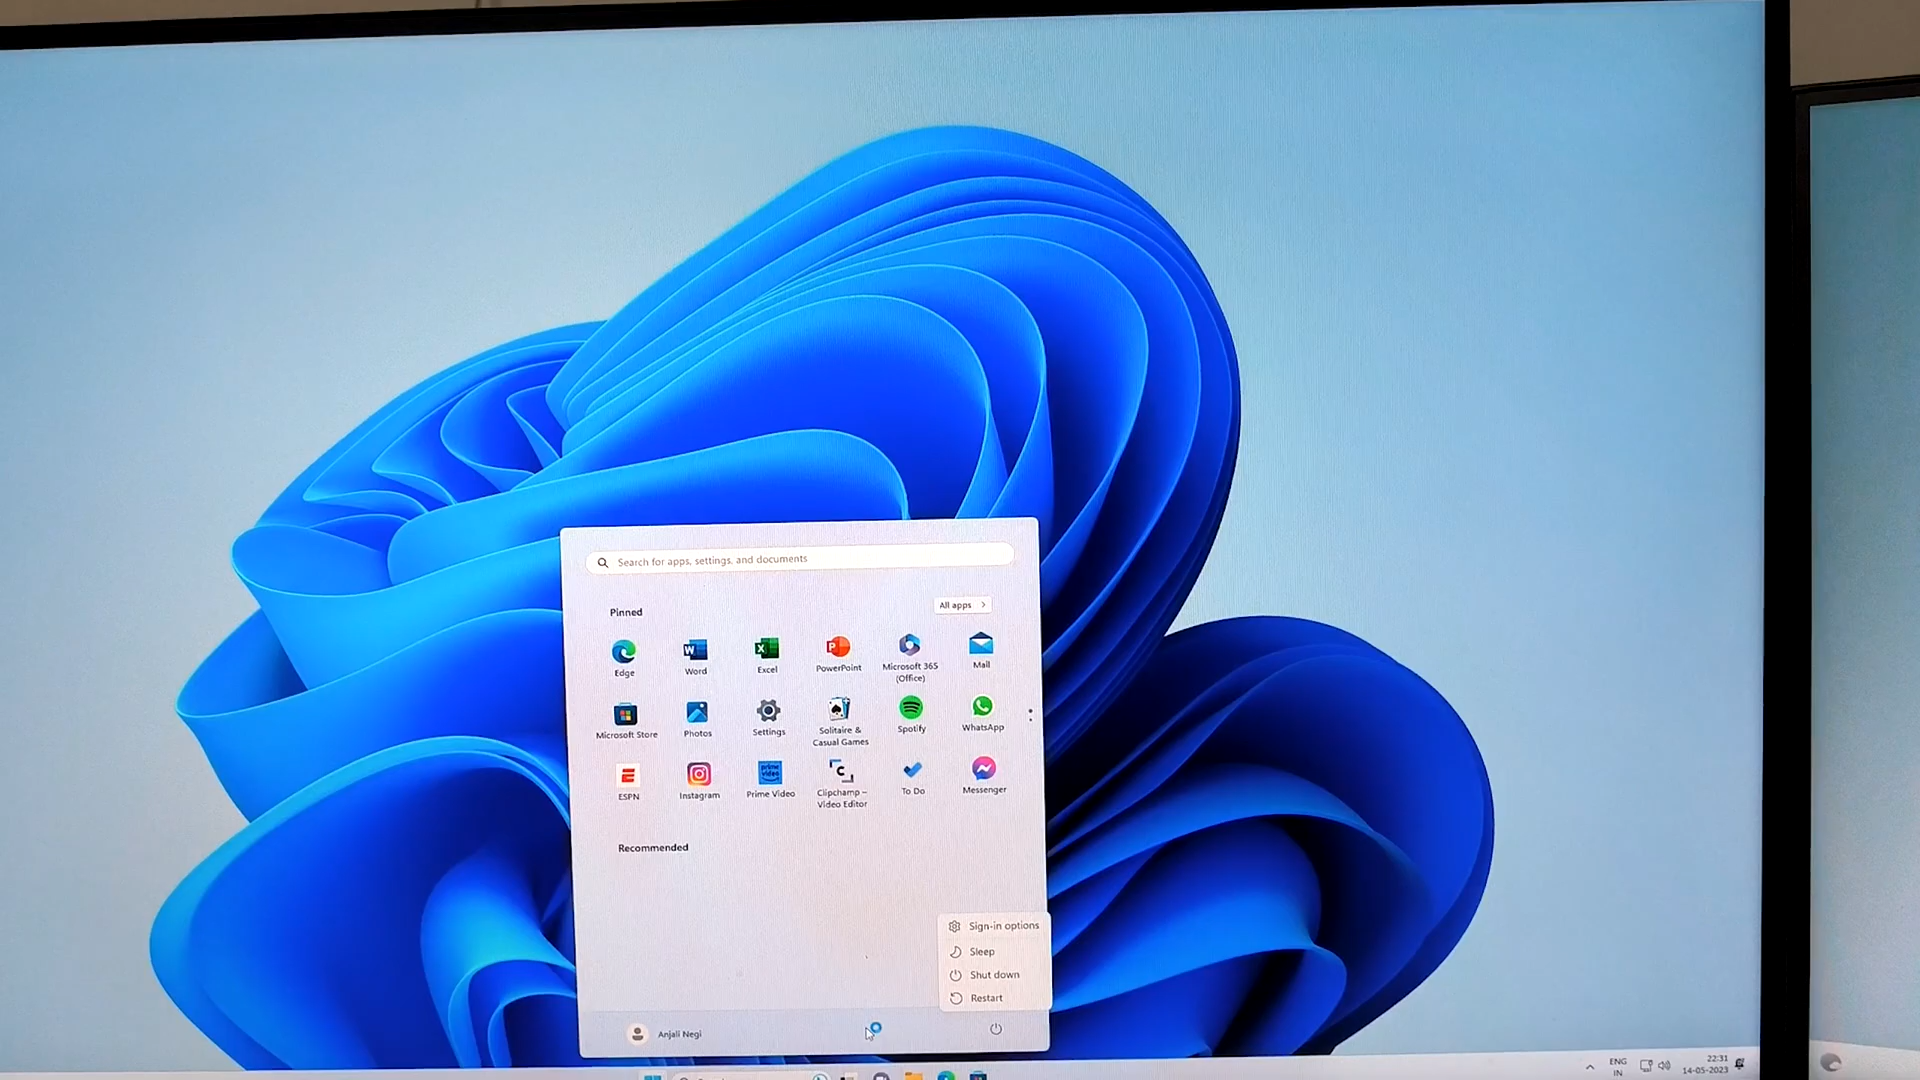 Search for apps, settings, and documents
Pinned
All apps
Edge
Word
Excel
PowerPoint
Microsoft 365
(Office)
Mail
Microsoft Store
Photos
Settings
Solitaire &
Casual Games
Spotify
WhatsApp
ESPN
Instagram
prime video
Prime Video
Clipchamp –
Video Editor
To Do
Messenger
Recommended
Sign-in options
Sleep
Shut down
Restart
Anjali Negi
ENG
IN
22:31
14-05-2023